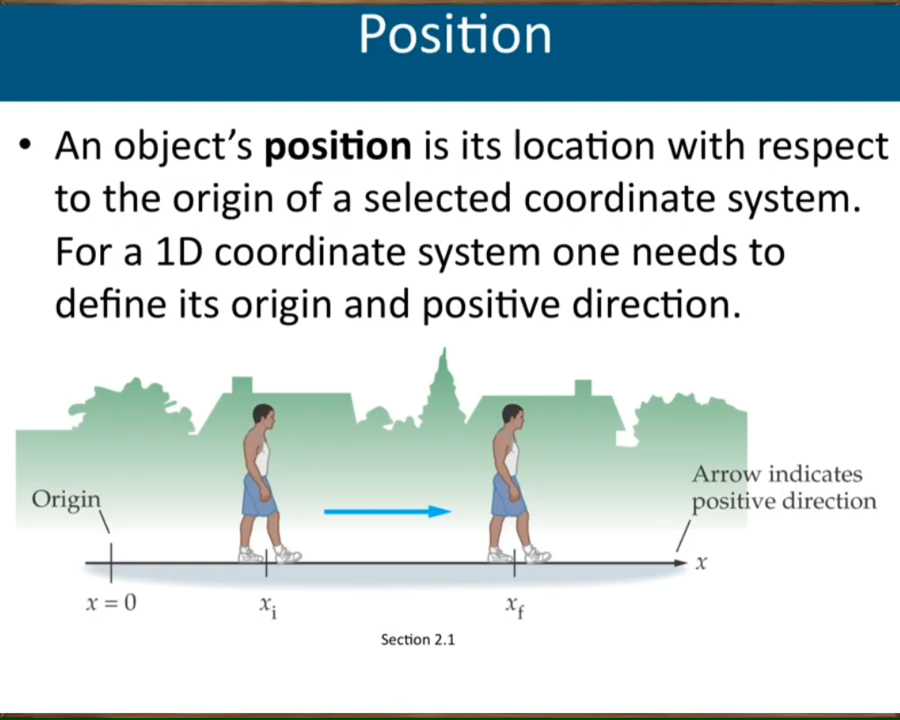 Position
• An object's position is its location with respect
to the origin of a selected coordinate system.
For a 1D coordinate system one needs to
define its origin and positive direction.
Origin
Arrow indicates
positive direction
x
x = 0
xi
xf
Section 2.1